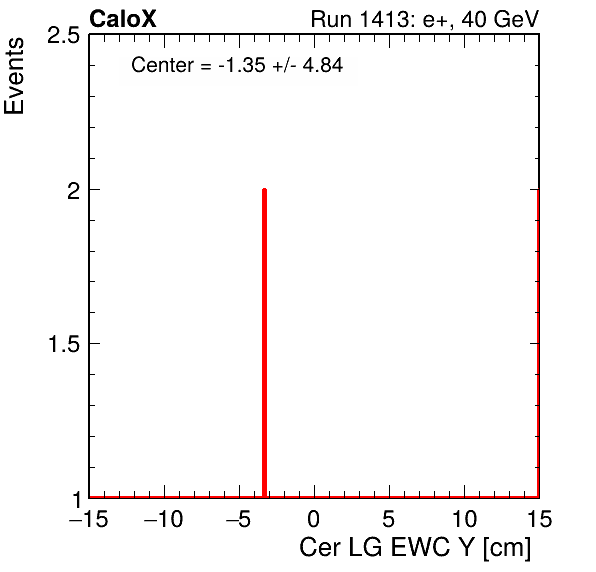 CaloX Run 1413: e+, 40 GeV
Center = -1.35 +/- 4.84
Events
2.5
2
1.5
1
−15 −10 −5 0 5 10 15
Cer LG EWC Y [cm]